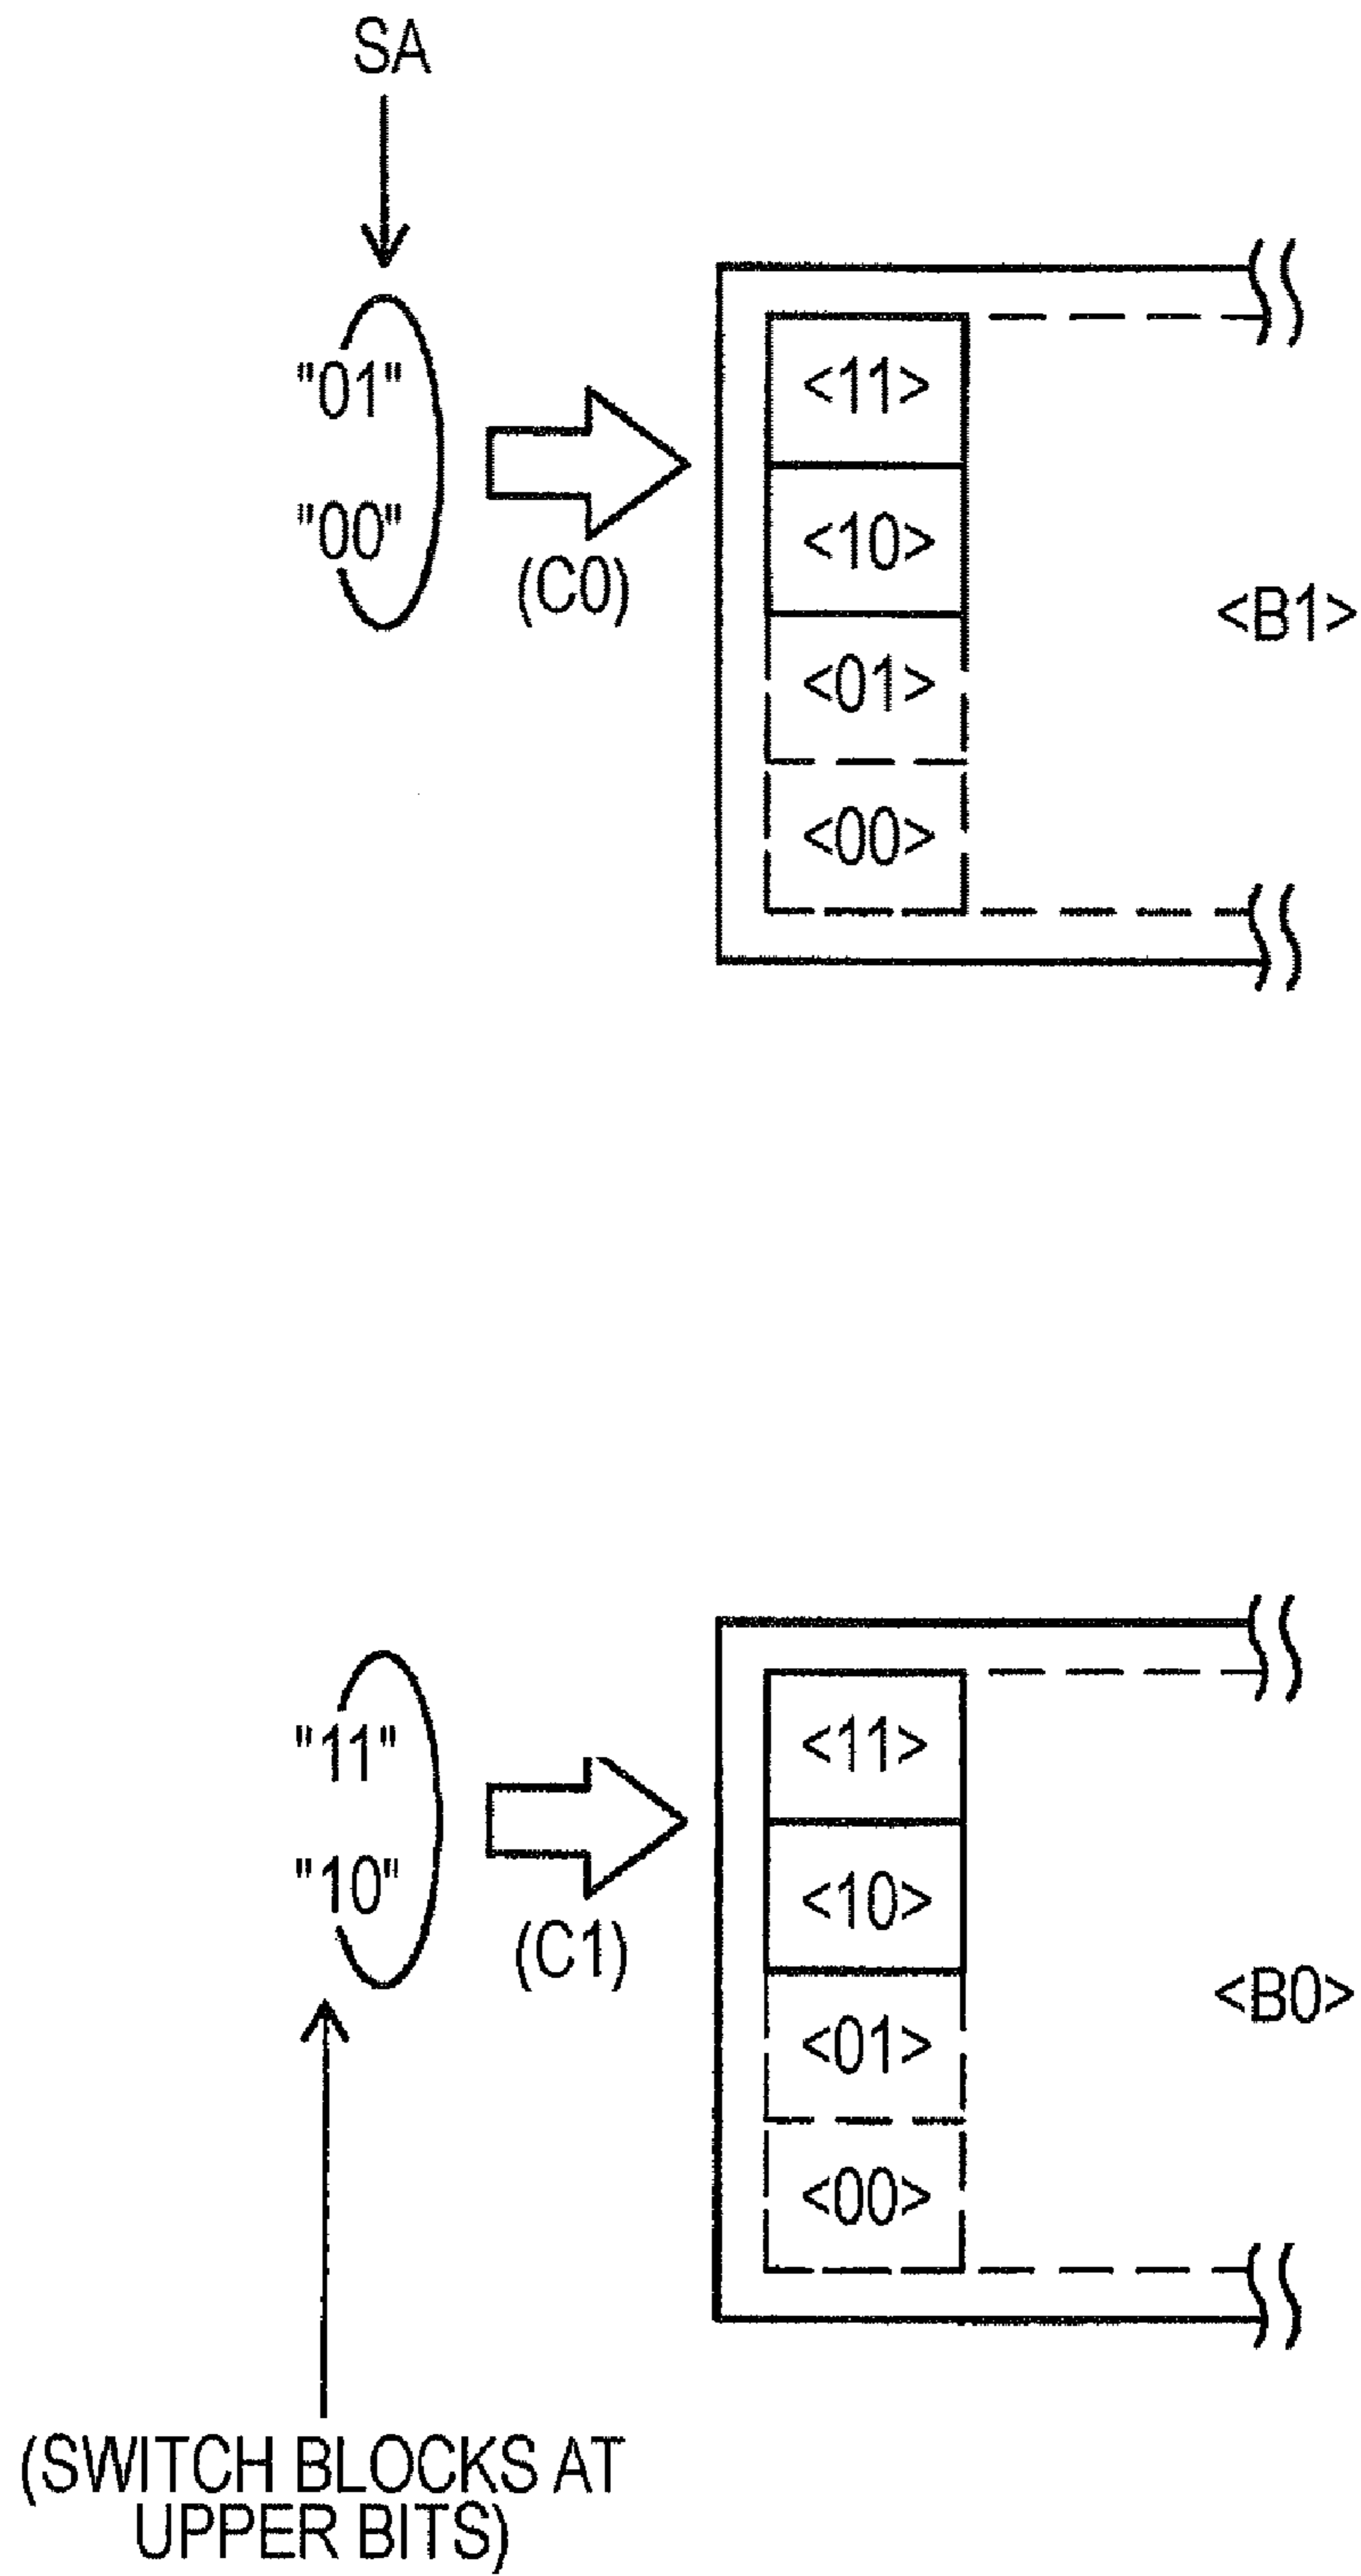 SA
"01"
"00"
(C0)
<11>
<10>
<01>
<00>
<B1>
"11"
"10"
(C1)
<11>
<10>
<01>
<00>
<B0>
(SWITCH BLOCKS AT
UPPER BITS)